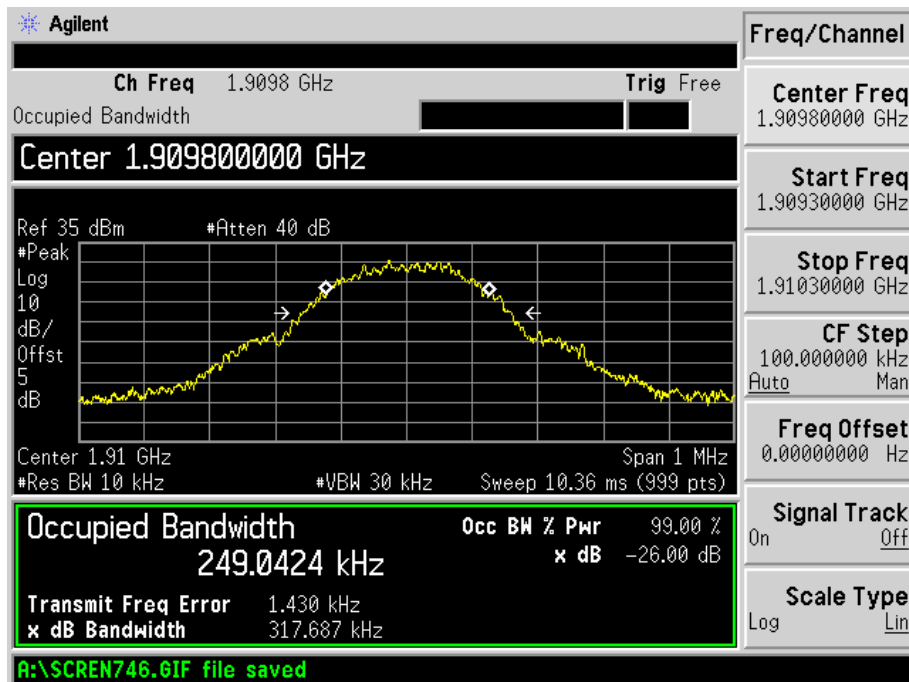 Agilent
Freq/Channel
Ch Freq 1.9098 GHz Trig Free
Occupied Bandwidth
Center 1.909800000 GHz
Ref 35 dBm #Atten 40 dB
#Peak
Log
10
dB/
Offst
5
dB
Center 1.91 GHz Span 1 MHz
#Res BW 10 kHz #VBW 30 kHz Sweep 10.36 ms (999 pts)
Occupied Bandwidth Occ BW % Pwr 99.00 %
249.0424 kHz x dB -26.00 dB
Transmit Freq Error 1.430 kHz
x dB Bandwidth 317.687 kHz
A:\SCREN746.GIF file saved
Center Freq
1.90980000 GHz
Start Freq
1.90930000 GHz
Stop Freq
1.91030000 GHz
CF Step
100.000000 kHz
Auto Man
Freq Offset
0.00000000 Hz
Signal Track
On Off
Scale Type
Log Lin